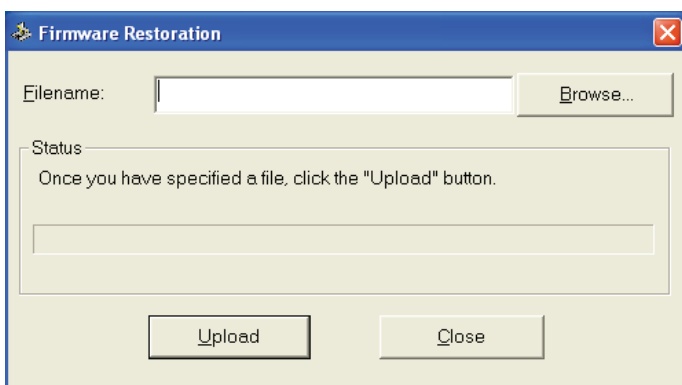 Firmware Restoration
Filename: Browse...
Status
Once you have specified a file, click the "Upload" button.
Upload Close